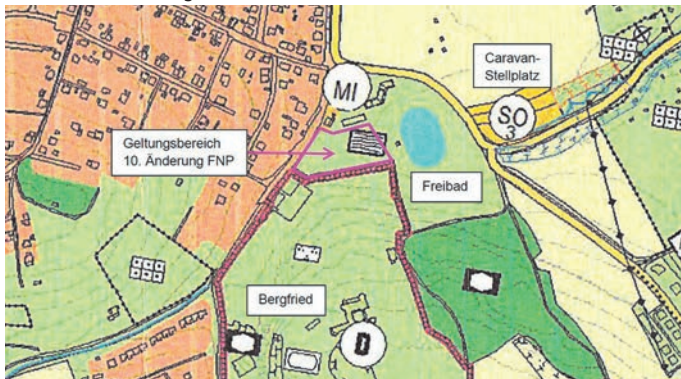 Caravan-
Stellplatz
MI
SO
3
Geltungsbereich
10. Änderung FNP
Freibad
Bergfried
D